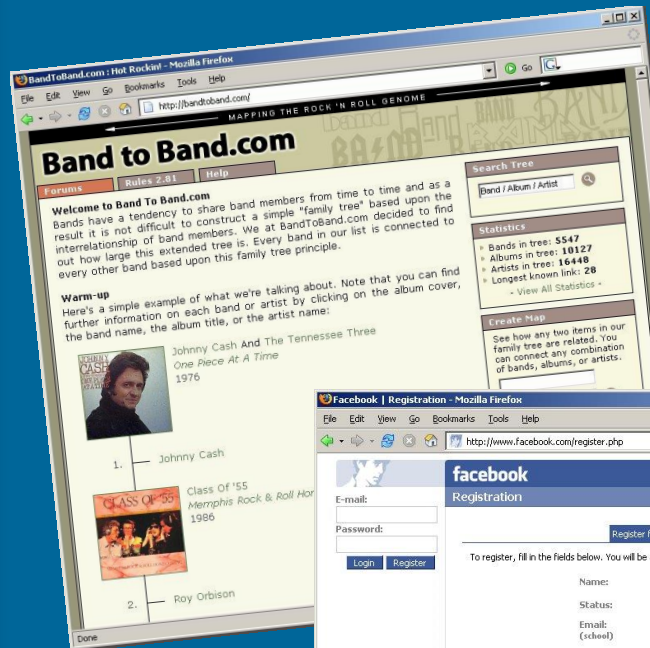 BandToBand.com : Hot Rockin! - Mozilla Firefox
File Edit View Go Bookmarks Tools Help
http://bandtoband.com/
Go
G
MAPPING THE ROCK 'N ROLL GENOME
Band to Band.com
Forums
Rules 2.01
Help
Welcome to Band To Band.com
Bands have a tendency to share band members from time to time and as a
result it is not difficult to construct a simple "family tree" based upon the
interrelationship of band members. We at BandToBand.com decided to find
out how large this extended tree is. Every band in our list is connected to
every other band based upon this family tree principle.
Warm-up
Here's a simple example of what we're talking about. Note that you can find
further information on each band or artist by clicking on the album cover,
the band name, the album title, or the artist name:
JOHNNY
CASH
Johnny Cash And The Tennessee Three
One Piece At A Time
1976
1. Johnny Cash
CLASS OF '55
Class Of '55
Memphis Rock & Roll Hor
1986
2. Roy Orbison
Done
Search Tree
Band / Album / Artist
Statistics
Bands in tree: 5547
Albums in tree: 10127
Artists in tree: 16448
Longest known link: 28
- View All Statistics -
Create Map
See how any two items in our
family tree are related. You
can connect any combination
of bands, albums, or artists.
Facebook | Registration - Mozilla Firefox
File Edit View Go Bookmarks Tools Help
http://www.facebook.com/register.php
facebook
Registration
E-mail:
Password:
Login Register
Register f
To register, fill in the fields below. You will be
Name:
Status:
Email:
(school)